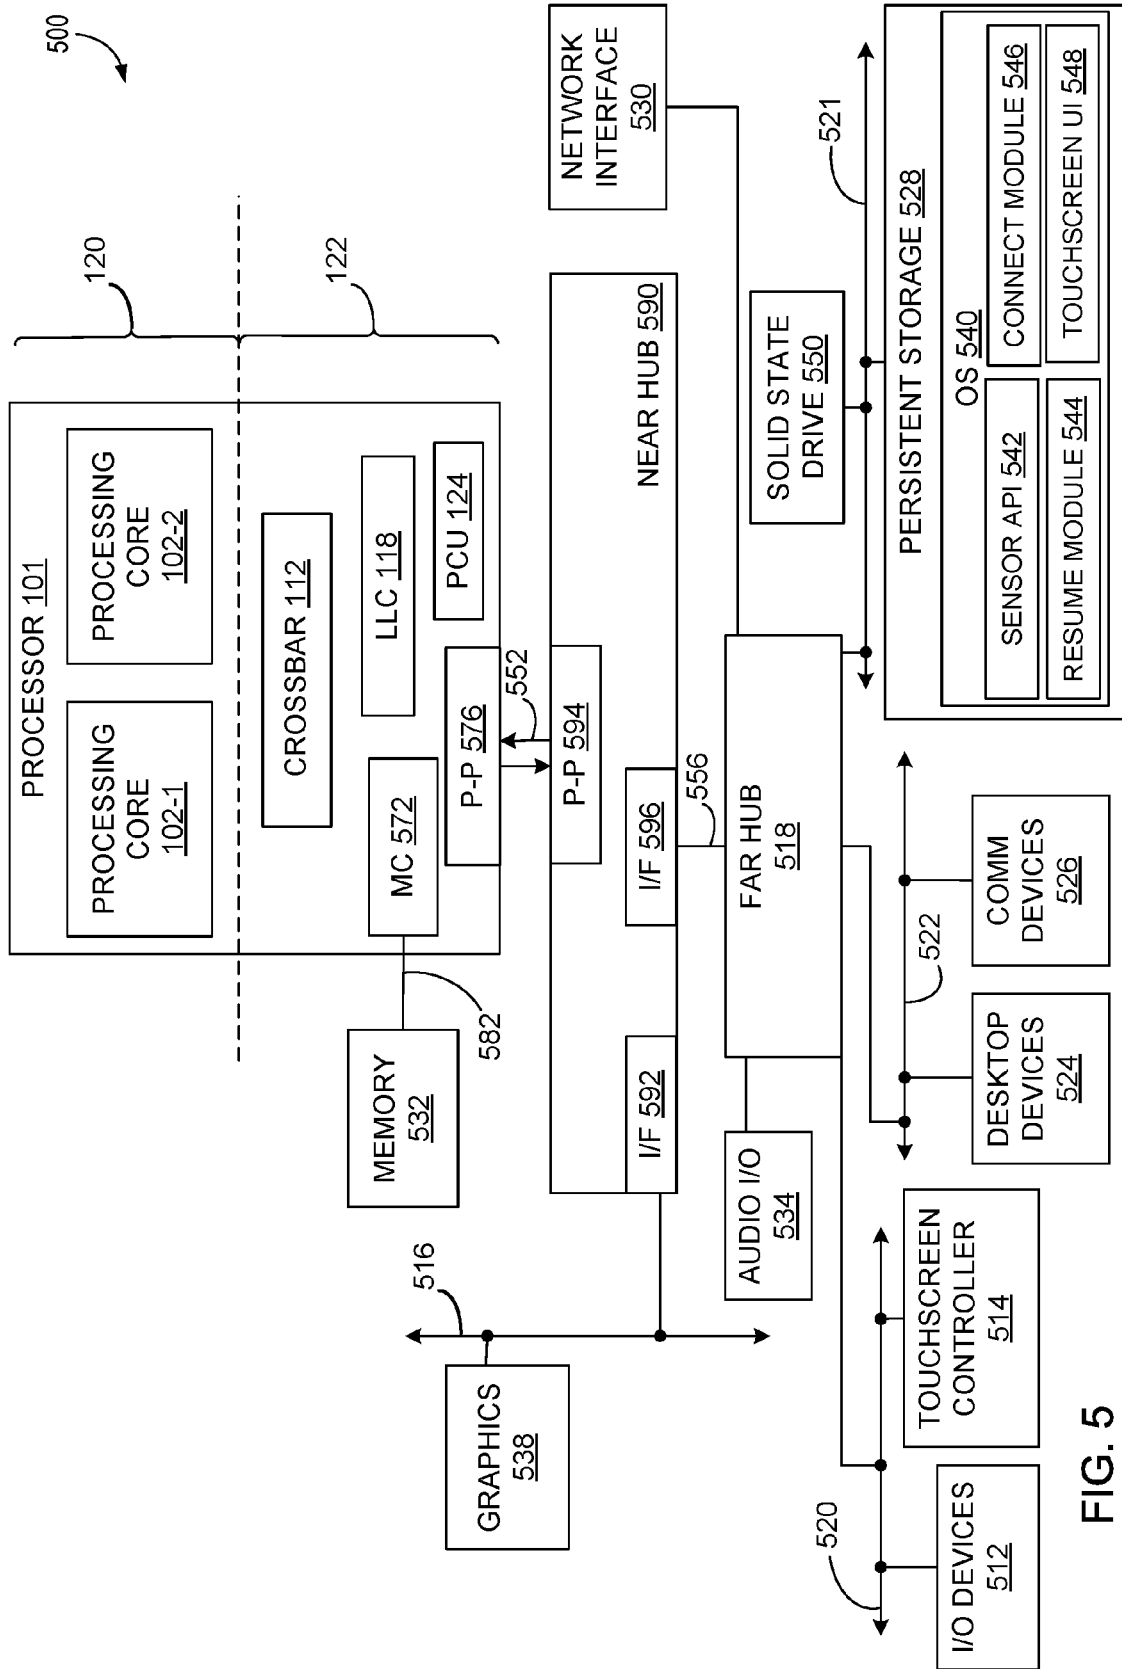 500
PROCESSOR 101
PROCESSING
CORE
102-1
PROCESSING
CORE
102-2
120
CROSSBAR 112
122
MC 572
LLC 118
P-P 576
PCU 124
MEMORY
532
582
552
516
GRAPHICS
538
P-P 594
NEAR HUB 590
I/F 592
I/F 596
NETWORK
INTERFACE
530
556
AUDIO I/O
534
FAR HUB
518
SOLID STATE
DRIVE 550
521
520
I/O DEVICES
512
TOUCHSCREEN
CONTROLLER
514
522
DESKTOP
DEVICES
524
COMM
DEVICES
526
PERSISTENT STORAGE 528
OS 540
SENSOR API 542
CONNECT MODULE 546
RESUME MODULE 544
TOUCHSCREEN UI 548
FIG. 5